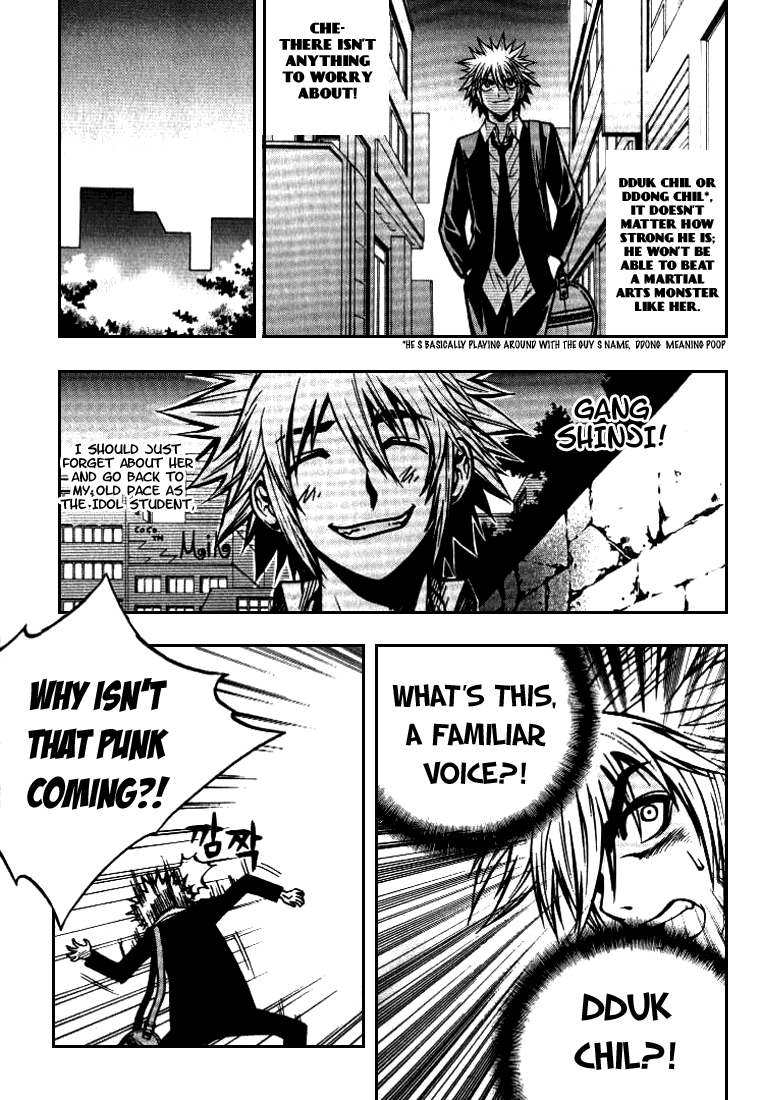 CHE-
THERE ISN'T
ANYTHING
TO WORRY
ABOUT!
DDUK CHIL OR
DDONG CHIL*,
IT DOESN'T
MATTER HOW
STRONG HE IS;
HE WON'T BE
ABLE TO BEAT
A MARTIAL
ARTS MONSTER
LIKE HER.
*HE S BASICALLY PLAYING AROUND WITH THE GUY S NAME, DDONG MEANING POOP
I SHOULD JUST
FORGET ABOUT HER
AND GO BACK TO
MY OLD PACE AS
THE IDOL STUDENT,
GANG
SHINJI!
COCO
WHY ISN'T
THAT PUNK
COMING?!
깜짝
WHAT'S THIS,
A FAMILIAR
VOICE?!
DDUK
CHIL?!